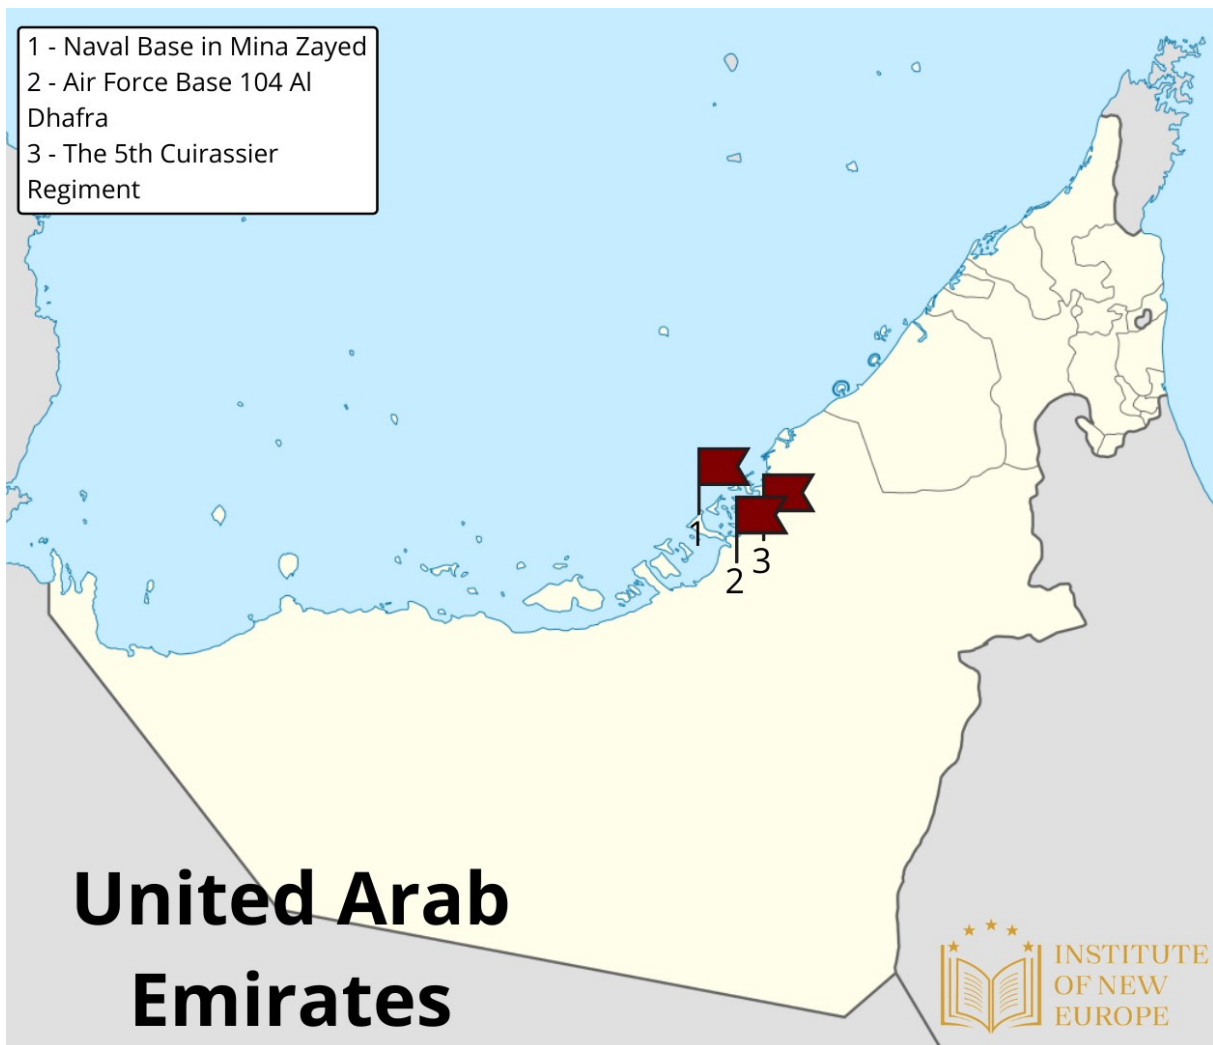 1 - Naval Base in Mina Zayed
2 - Air Force Base 104 Al
Dhafra
3 - The 5th Cuirassier
Regiment
1
2
3
United Arab
Emirates
INSTITUTE
OF NEW
EUROPE